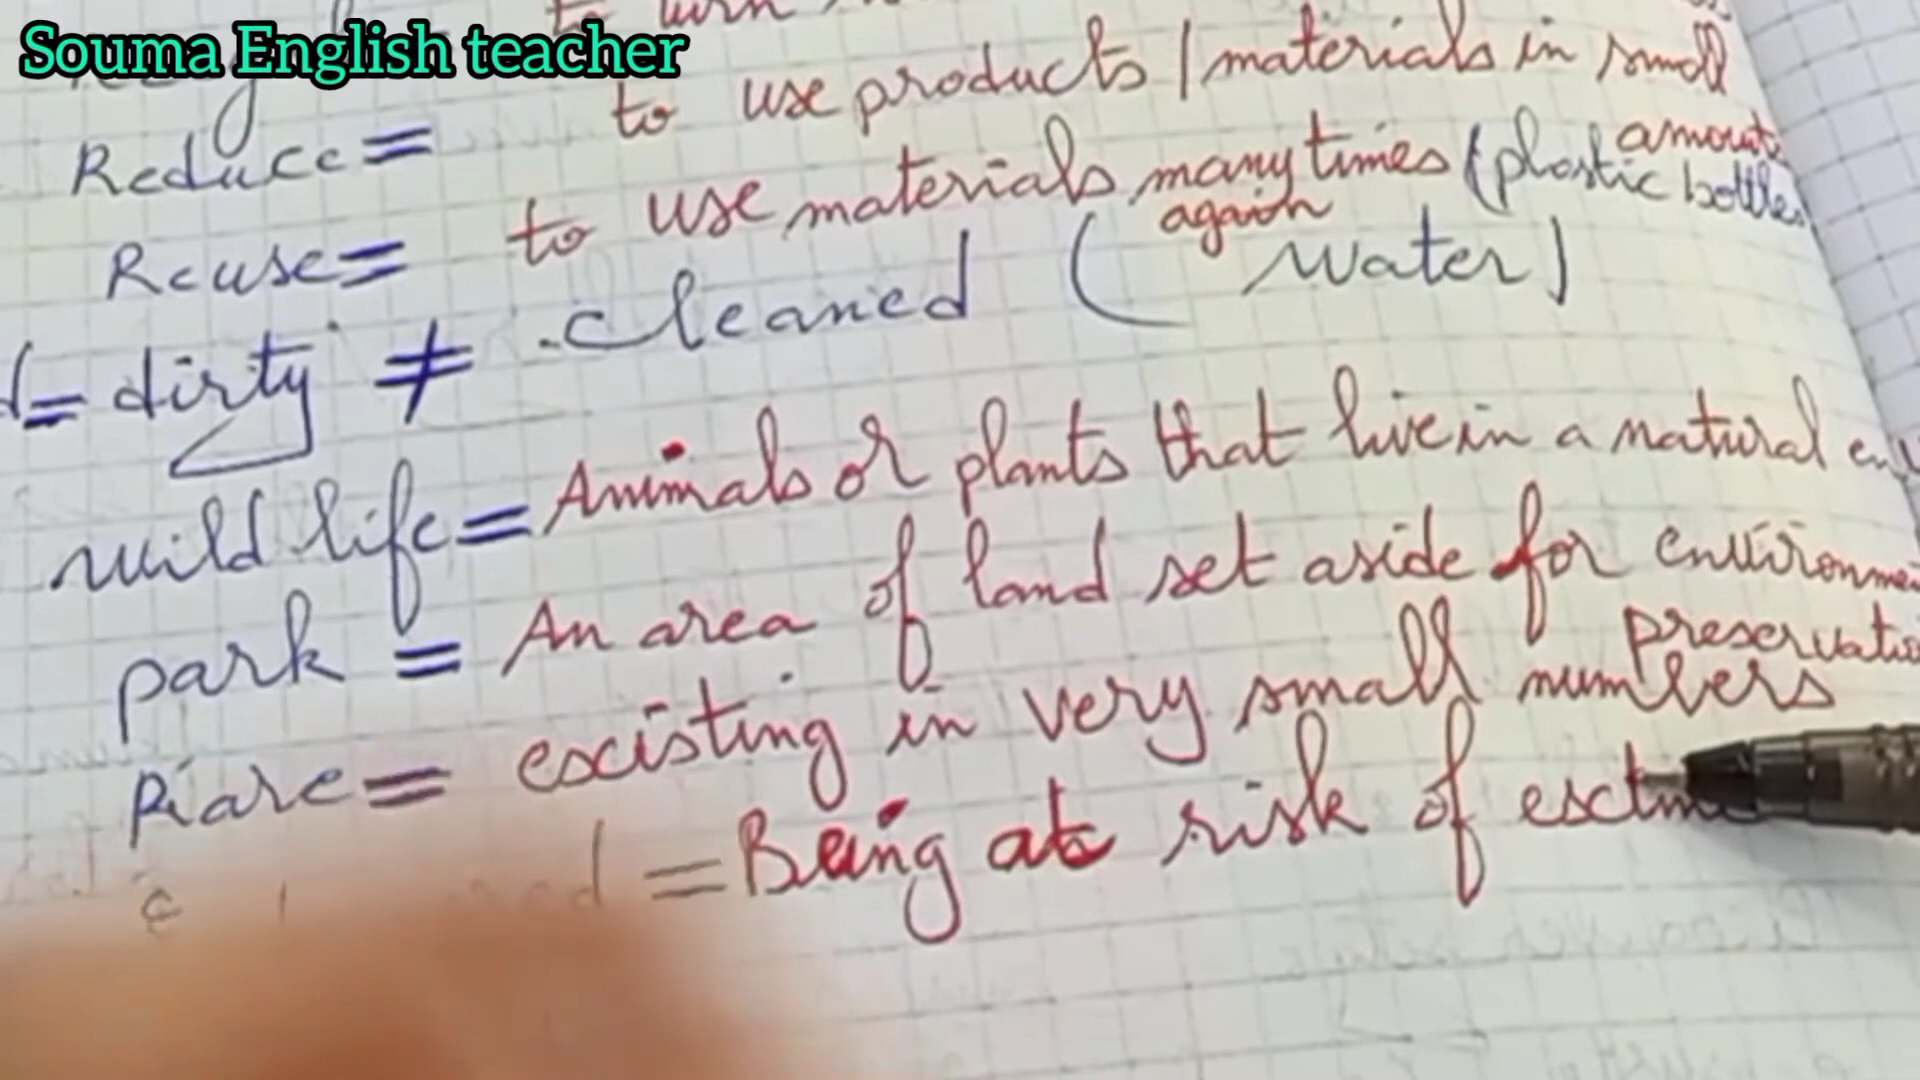 Souma English teacher
to turn
Reduce = to use products / materials in small
amounts
Reuse = to use materials many times (plastic bottles
again
= dirty ≠ cleaned ( water )
wild life = Animals or plants that live in a natural
park = An area of land set aside for environmen
preservatio
Rare = excisting in very small numbers
= Being at risk of